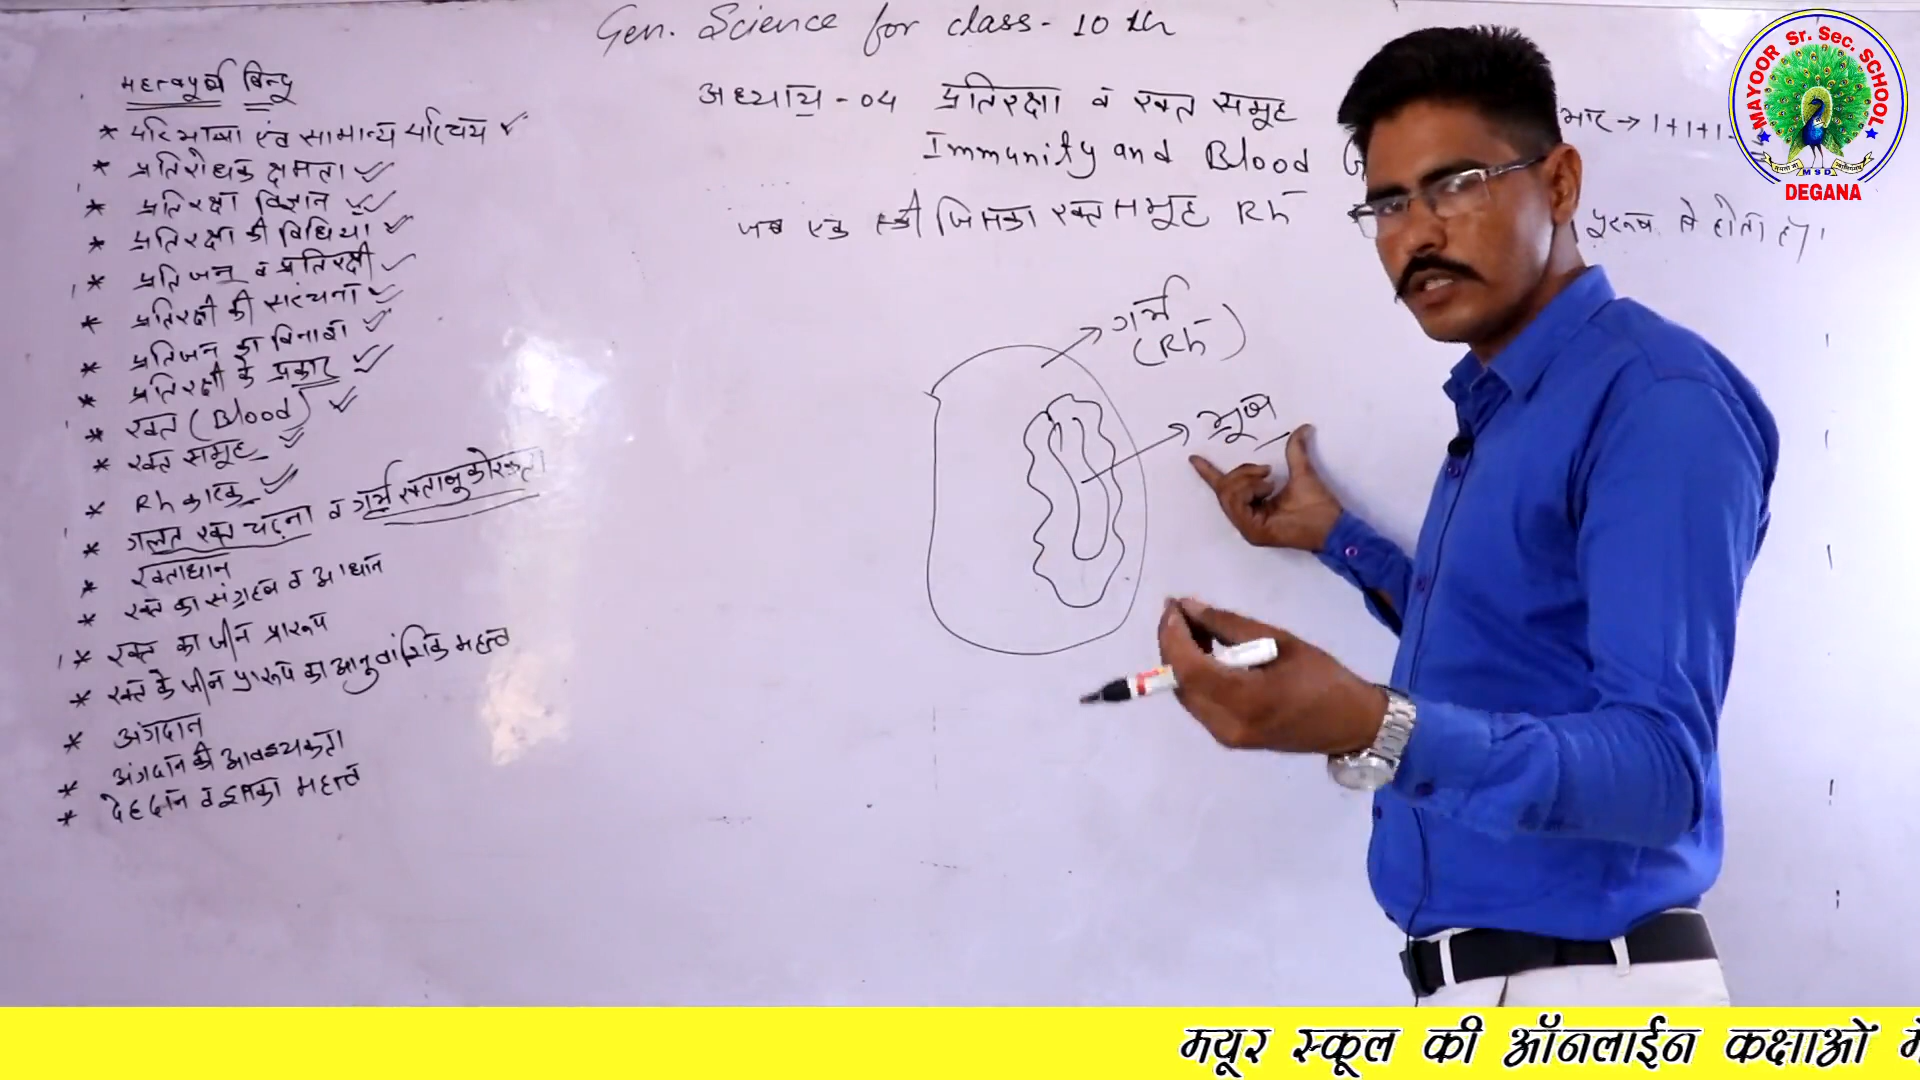 Gen. Science for class - 10 th
महत्वपूर्ण बिन्दु
* परिभाषा एंव सामान्य परिचय ✓
* प्रतिरोधक क्षमता ✓
* प्रतिरक्षा विज्ञान ✓
* प्रतिरक्षा की विधियां ✓
* प्रतिजन व प्रतिरक्षी ✓
* प्रतिरक्षी की सरंचना ✓
* प्रतिजन का विनाश ✓
* प्रतिरक्षी के प्रकार ✓
* रक्त (Blood) ✓
* रक्त समूह ✓
* Rh कारक ✓
* गलत रक्त चढ़ना व गर्भ रक्ताणुकोरकता
* रक्ताधान
* रक्त का संग्रहण व आधान
* रक्त का जीन प्रारूप
* रक्त के जीन प्रारूप का आनुवांशिक महत्व
* अंगदान
* अंगदान की आवश्यकता
* देहदान व इसका महत्व
अध्याय - 04 प्रतिरक्षा व रक्त समूह
Immunity and Blood
भार → 1+1+1
जब एक स्त्री जिसका रक्त समूह Rh⁻
पुरूष से होता है।
गर्भ
(Rh⁻)
भ्रूण
MAYOOR Sr. Sec. SCHOOL
MSD
DEGANA
मयूर स्कूल की ऑनलाईन कक्षाओं में